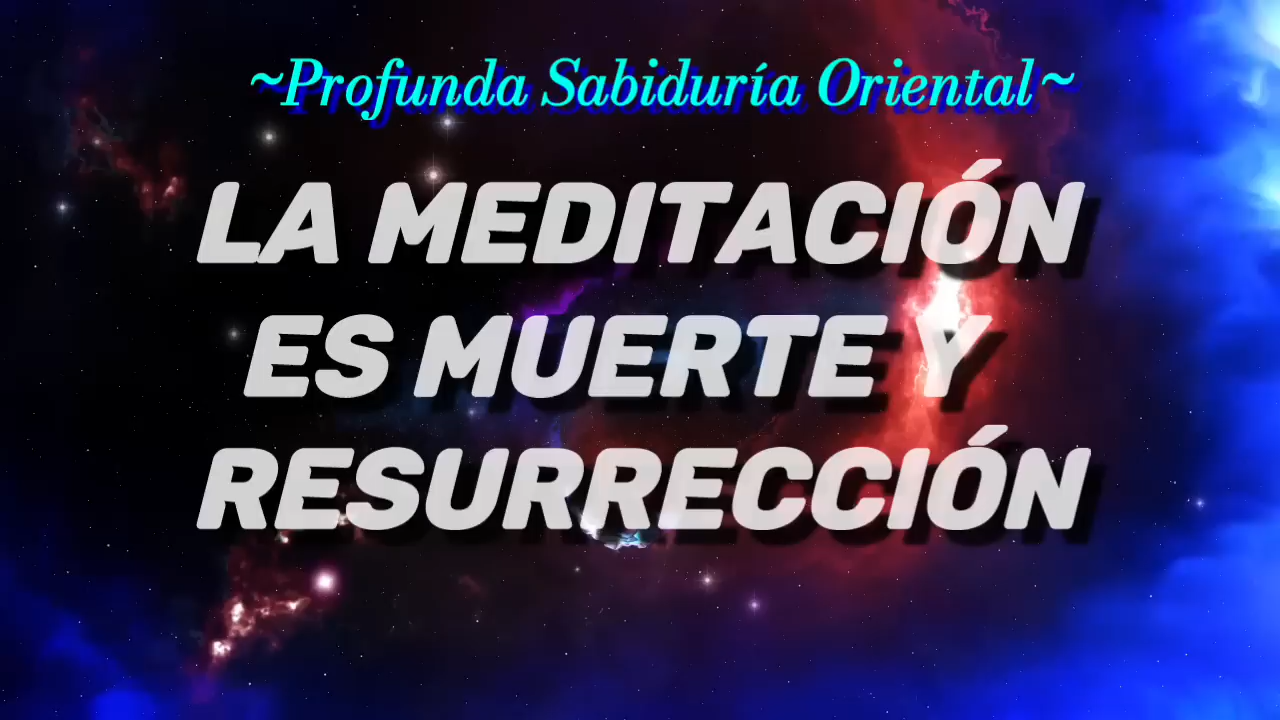 ~Profunda Sabiduría Oriental~
LA MEDITACIÓN
ES MUERTE Y
RESURRECCIÓN